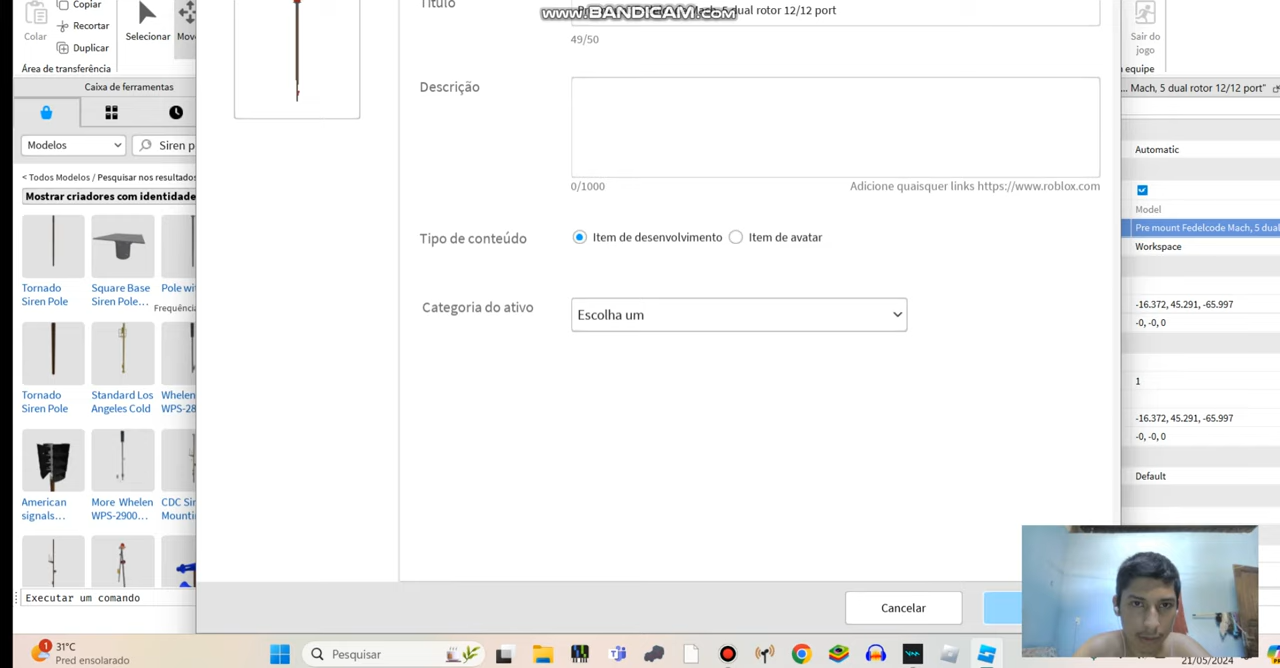 Copiar
Colar
Recortar
Duplicar
Selecionar
Área de transferência
www.BANDICAM.com
Título
Mach, 5 dual rotor 12/12 port
49/50
Descrição
0/1000
Adicione quaisquer links https://www.roblox.com
Tipo de conteúdo
Item de desenvolvimento
Item de avatar
Categoria do ativo
Escolha um
Cancelar
Caixa de ferramentas
Modelos
Siren p
< Todos Modelos / Pesquisar nos resultados
Mostrar criadores com identidade
Tornado
Siren Pole
Square Base
Siren Pole...
Pole wi
Frequência
Tornado
Siren Pole
Standard Los
Angeles Cold
Whelen
WPS-28
American
signals...
More Whelen
WPS-2900...
CDC Sir
Mounti
Executar um comando
Sair do
jogo
equipe
... Mach, 5 dual rotor 12/12 port"
Automatic
Model
Pre mount Fedelcode Mach, 5 dual
Workspace
-16.372, 45.291, -65.997
-0, -0, 0
1
-16.372, 45.291, -65.997
-0, -0, 0
Default
1
31°C
Pred ensolarado
Pesquisar
21/05/2024